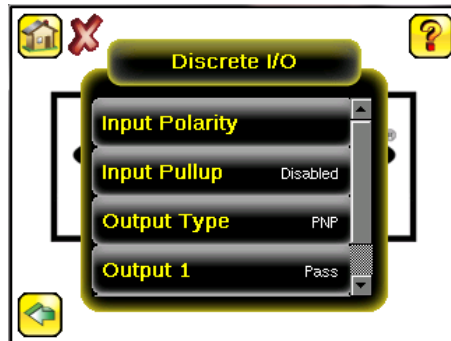 Discrete I/O
Input Polarity
Input Pullup Disabled
Output Type PNP
Output 1 Pass